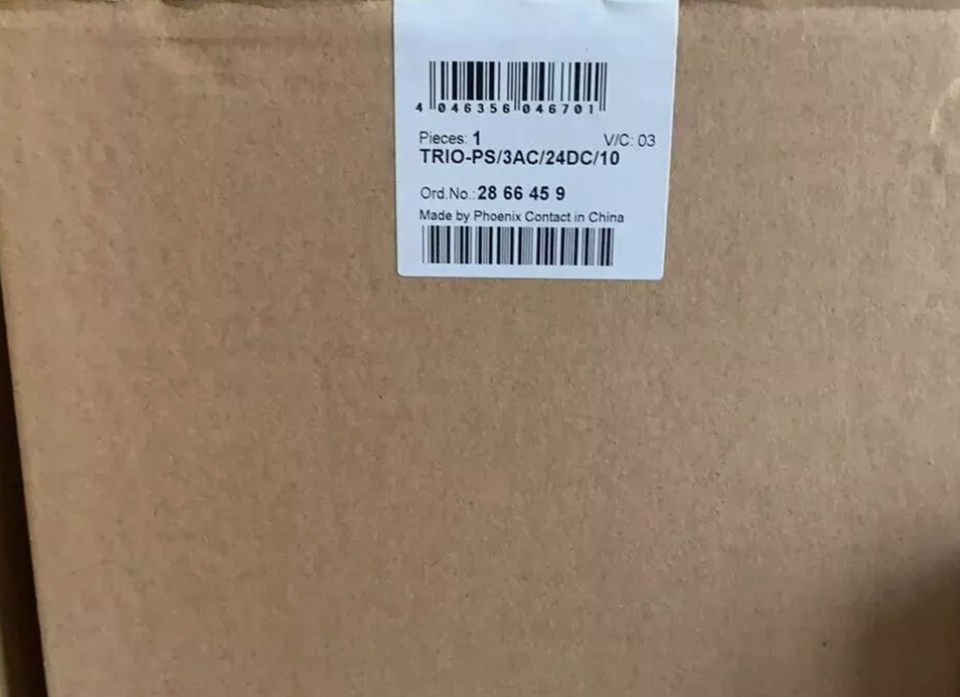 4 046356 046701
Pieces: 1 V/C: 03
TRIO-PS/3AC/24DC/10
Ord.No.: 28 66 45 9
Made by Phoenix Contact in China